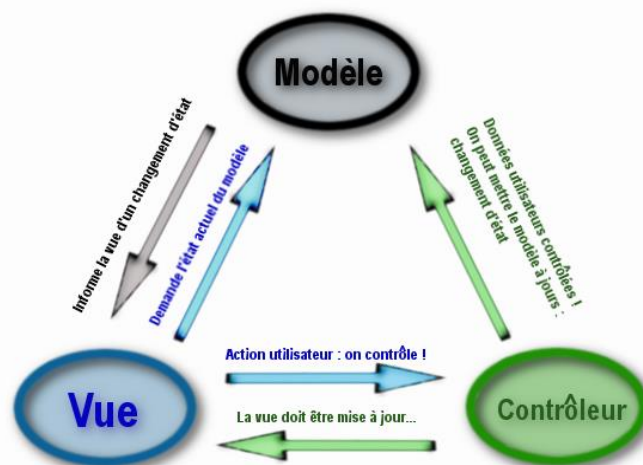 Modèle
Informe la vue d'un changement d'état
Demande l'état actuel du modèle
Données utilisateurs contrôlées !
On peut mettre le modèle à jours :
changement d'état
Action utilisateur : on contrôle !
Vue
Contrôleur
La vue doit être mise à jour...